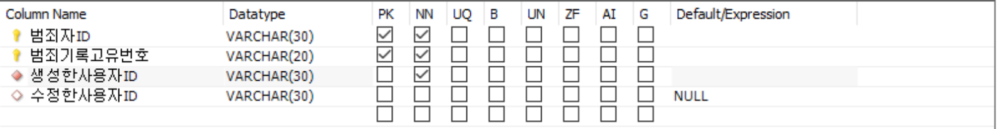 Column Name Datatype PK NN UQ B UN ZF AI G Default/Expression
범죄자ID VARCHAR(30)
범죄기록고유번호 VARCHAR(20)
생성한사용자ID VARCHAR(30)
수정한사용자ID VARCHAR(30) NULL